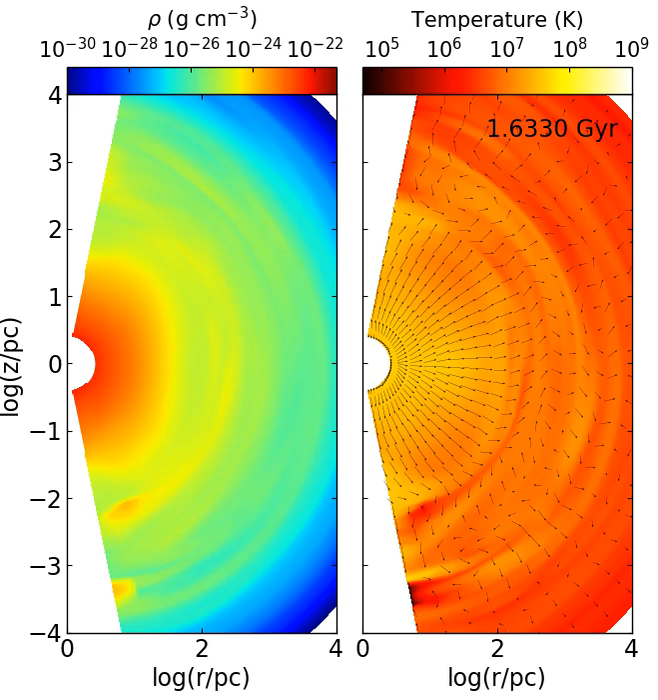 ρ (g cm⁻³)
10⁻³⁰ 10⁻²⁸ 10⁻²⁶ 10⁻²⁴ 10⁻²²
Temperature (K)
10⁵ 10⁶ 10⁷ 10⁸ 10⁹
1.6330 Gyr
log(z/pc)
4
3
2
1
0
−1
−2
−3
−4
0 2 4
log(r/pc)
0 2 4
log(r/pc)